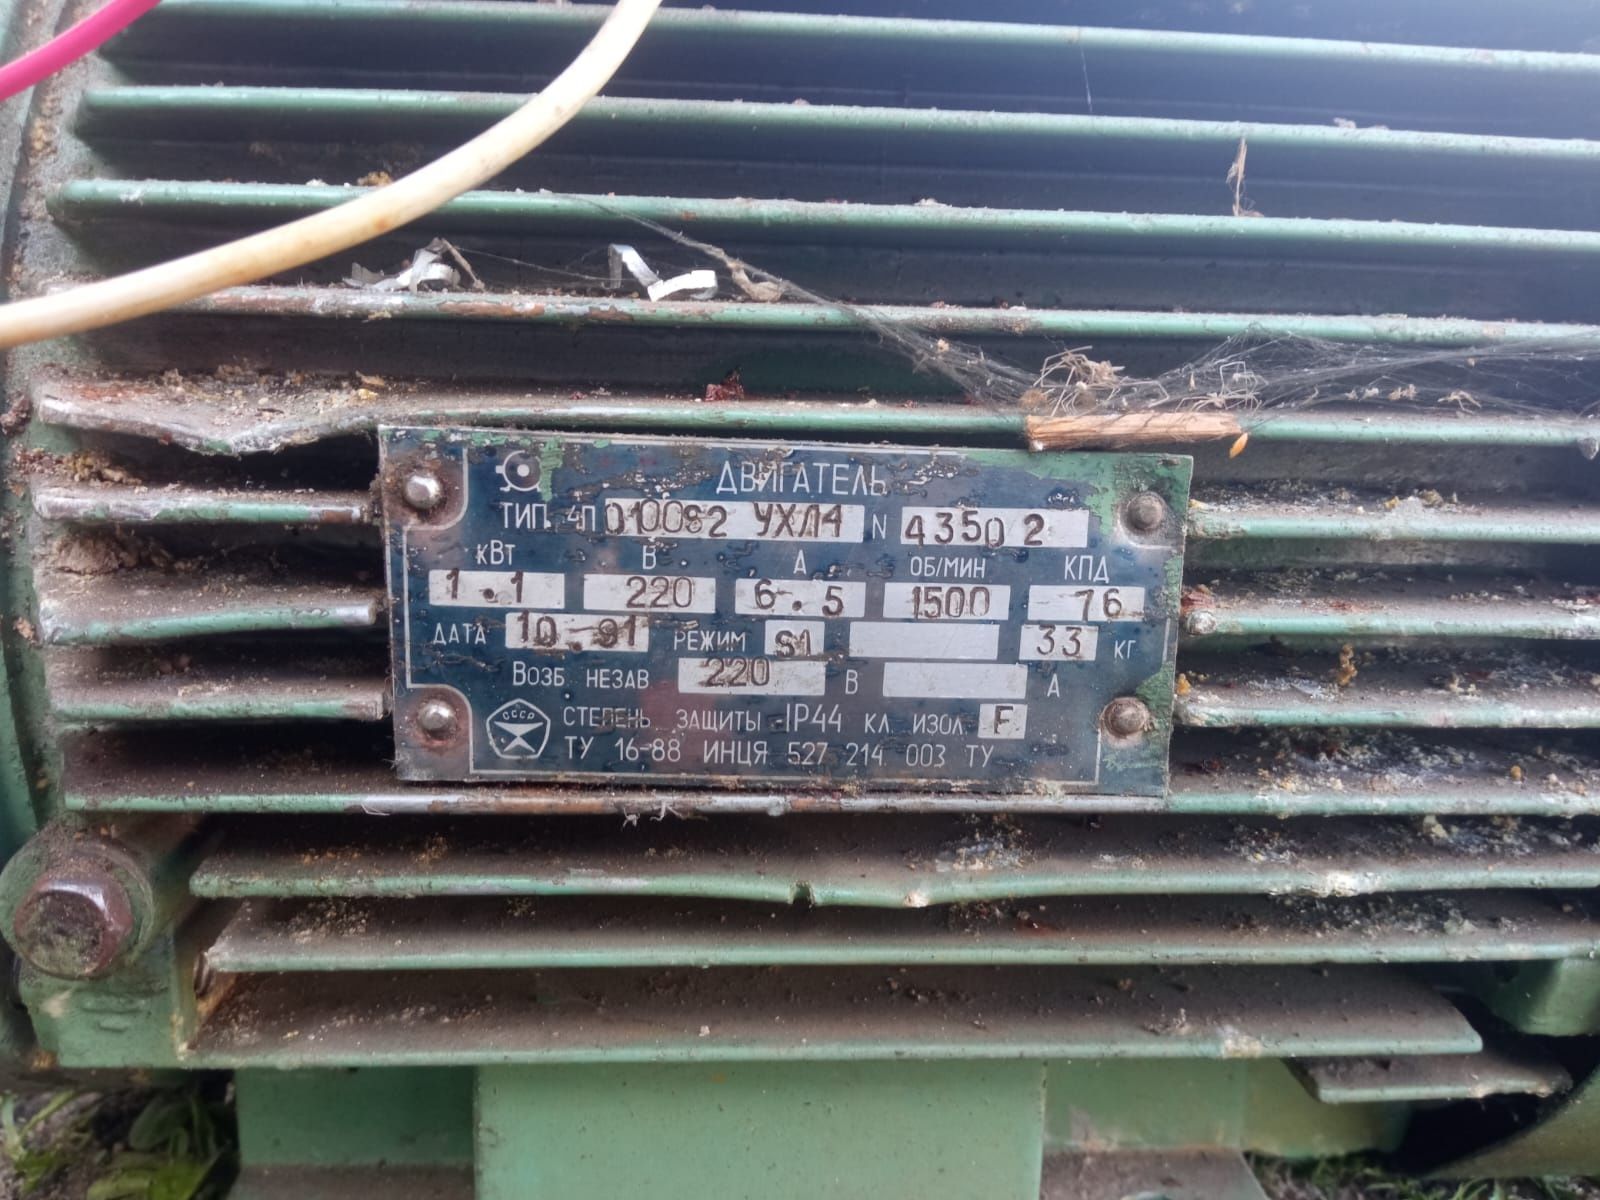 ДВИГАТЕЛЬ
ТИП. 4П 0100S2 УХЛ4 N 43502
кВт В А ОБ/МИН КПД
1.1 220 6.5 1500 76
ДАТА 10-91 РЕЖИМ S1 33 КГ
ВОЗБ НЕЗАВ 220 В А
СССР СТЕПЕНЬ ЗАЩИТЫ IP44 КЛ ИЗОЛ F
ТУ 16-88 ИНЦЯ 527 214. 003 ТУ